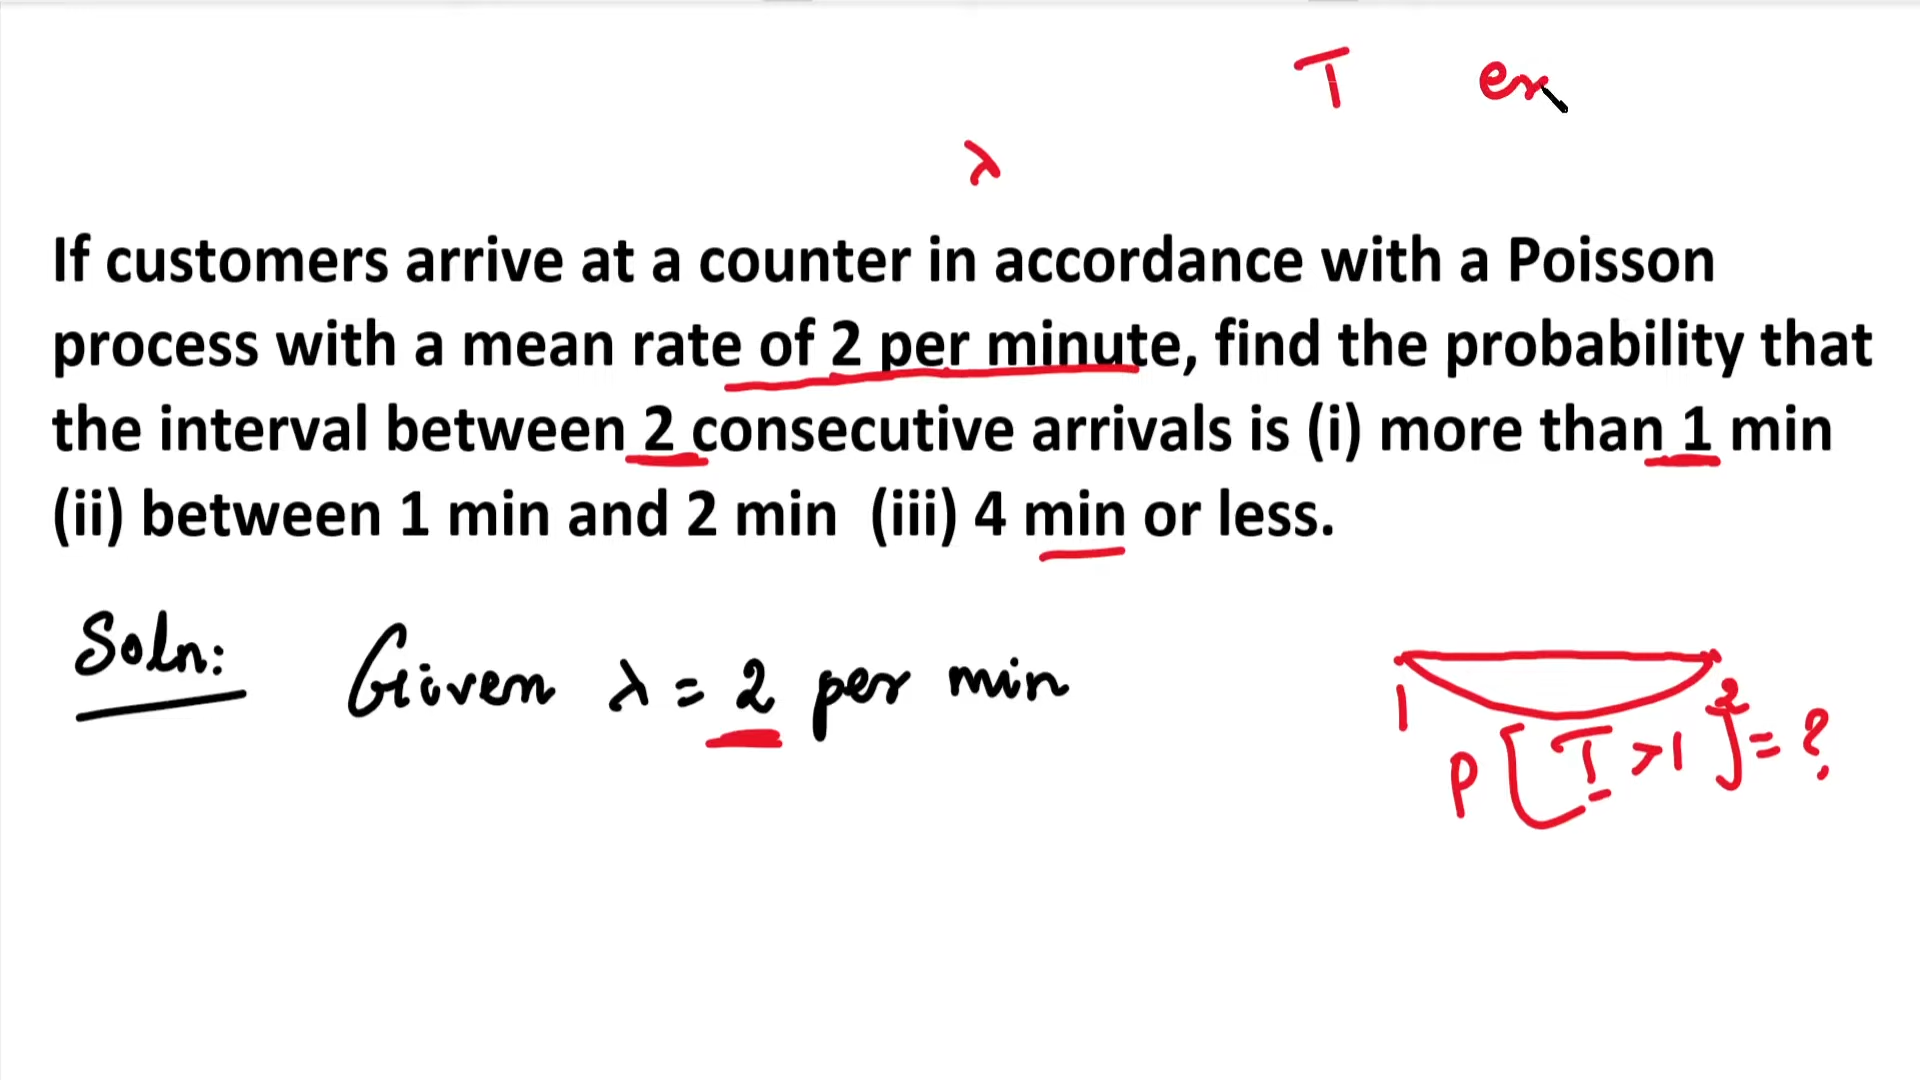 T ex
λ
If customers arrive at a counter in accordance with a Poisson
process with a mean rate of 2 per minute, find the probability that
the interval between 2 consecutive arrivals is (i) more than 1 min
(ii) between 1 min and 2 min (iii) 4 min or less.
Soln: Given λ = 2 per min
1 2
P[T>1]=?